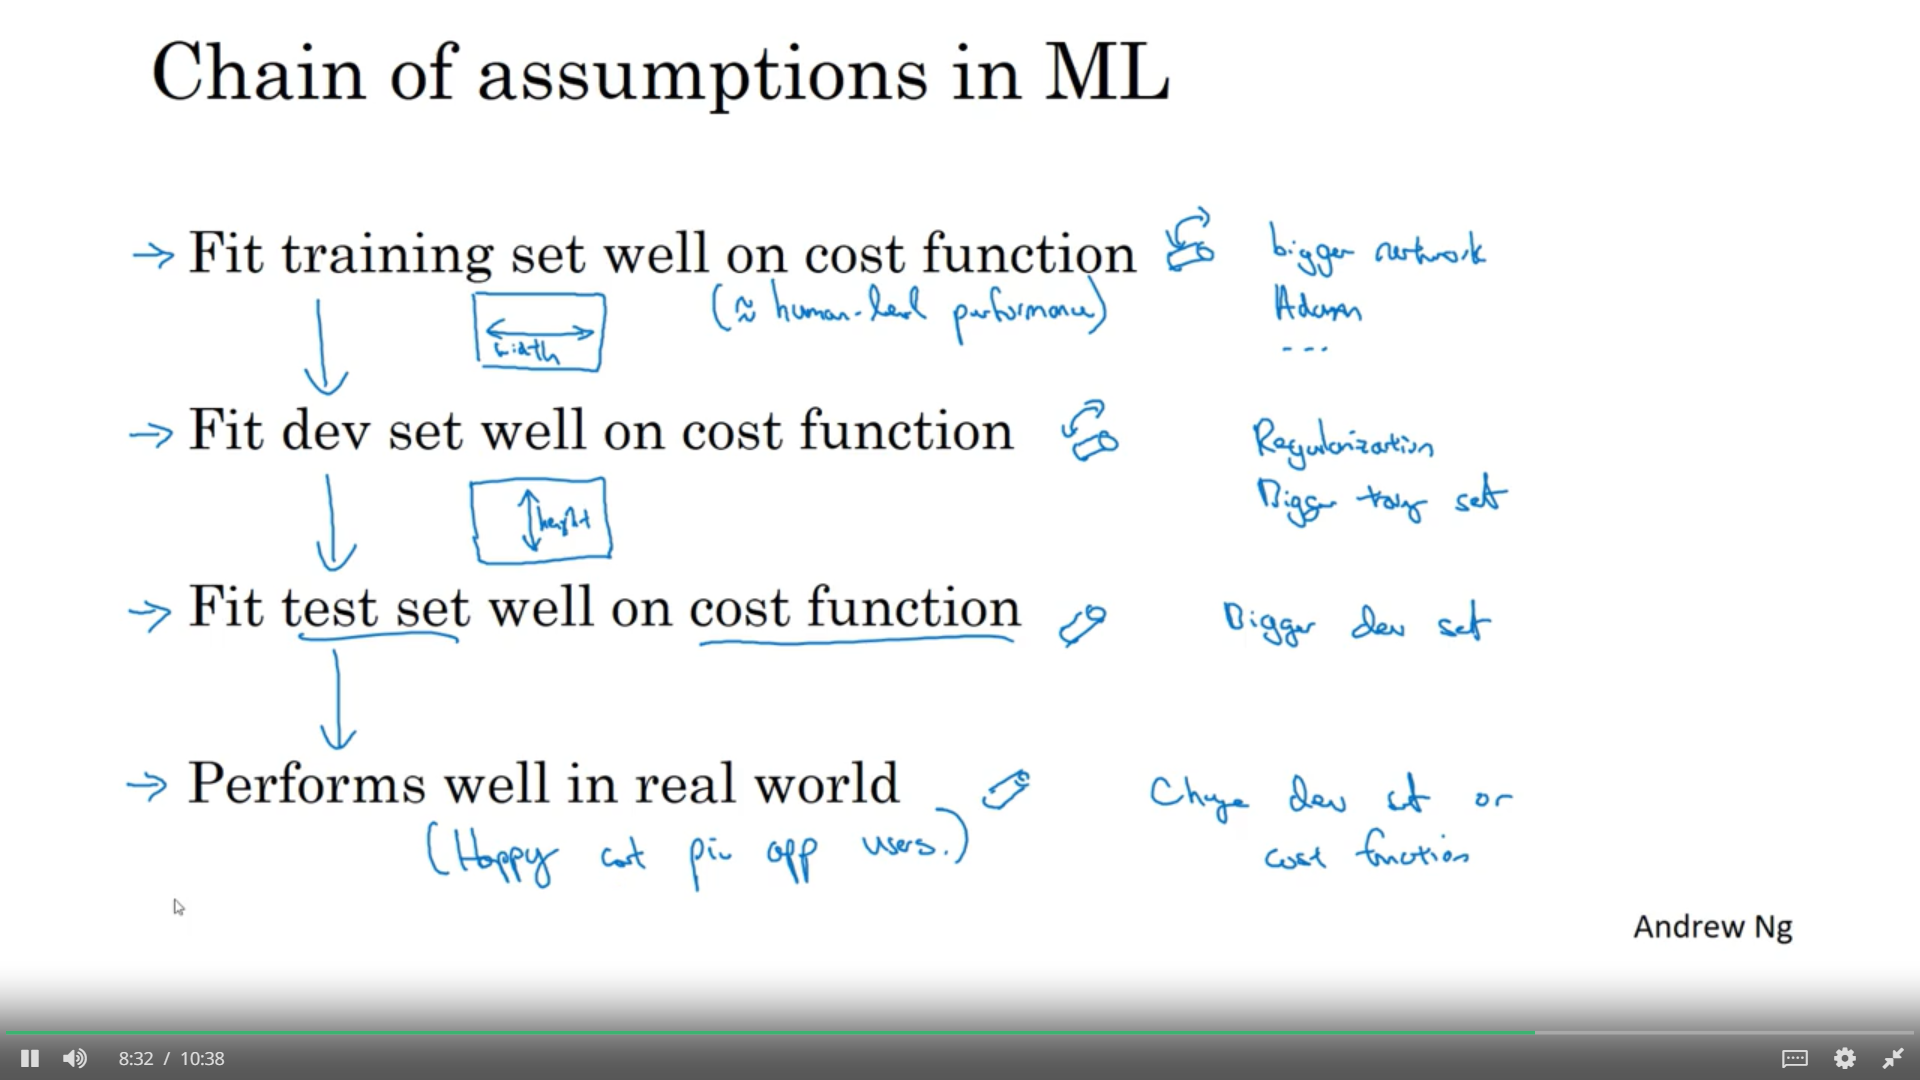 Chain of assumptions in ML
→ Fit training set well on cost function
bigger network
(≈ human-level performance)
Adam
width
...
→ Fit dev set well on cost function
Regularization
Bigger set
height
→ Fit test set well on cost function
Bigger dev set
→ Performs well in real world
Change dev set or
(Happy cat pic app users.)
cost function
Andrew Ng
8:32 / 10:38